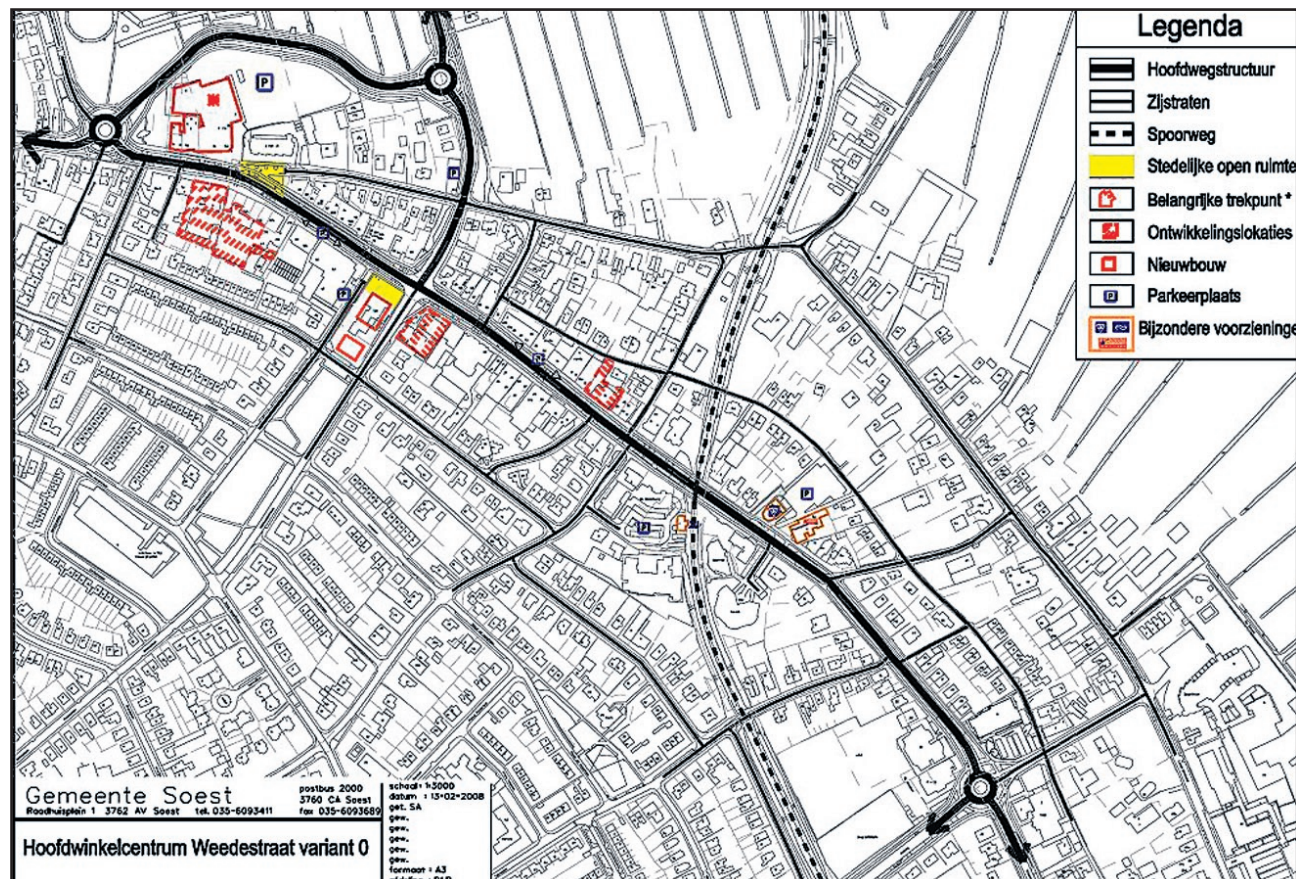 Legenda
Hoofdwegstructuur
Zijstraten
Spoorweg
Stedelijke open ruimte
Belangrijke trekpunt *
Ontwikkelingslokaties
Nieuwbouw
P Parkeerplaats
Bijzondere voorzieninge
P
P
P
P
P
P
P
Gemeente Soest
Raadhuisplein 1 3762 AV Soest tel. 035-6093411
postbus 2000
3760 CA Soest
fax 035-6093689
schaal : 1:3000
datum : 13-02-2008
get. SA
gew.
gew.
gew.
gew.
gew.
formaat : A3
Hoofdwinkelcentrum Weedestraat variant 0